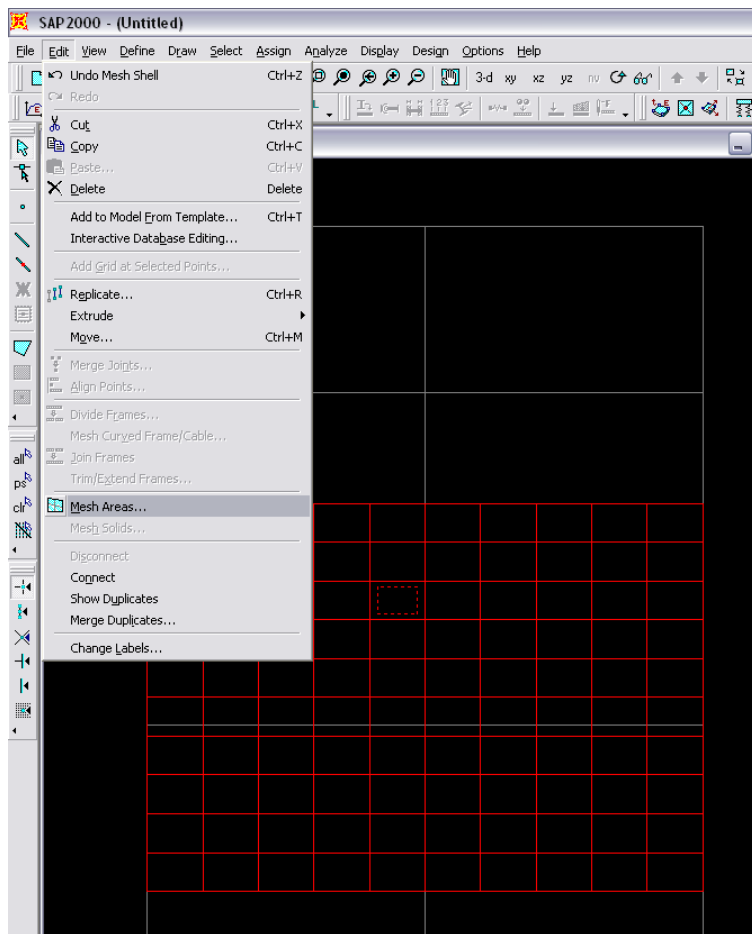 SAP2000 - (Untitled)
File Edit View Define Draw Select Assign Analyze Display Design Options Help
3-d xy xz yz nv
Undo Mesh Shell Ctrl+Z
Redo
Cut Ctrl+X
Copy Ctrl+C
Paste... Ctrl+V
Delete Delete
Add to Model From Template... Ctrl+T
Interactive Database Editing...
Add Grid at Selected Points...
Replicate... Ctrl+R
Extrude
Move... Ctrl+M
Merge Joints...
Align Points...
Divide Frames...
Mesh Curved Frame/Cable...
Join Frames
Trim/Extend Frames...
Mesh Areas...
Mesh Solids...
Disconnect
Connect
Show Duplicates
Merge Duplicates...
Change Labels...
all
ps
clr